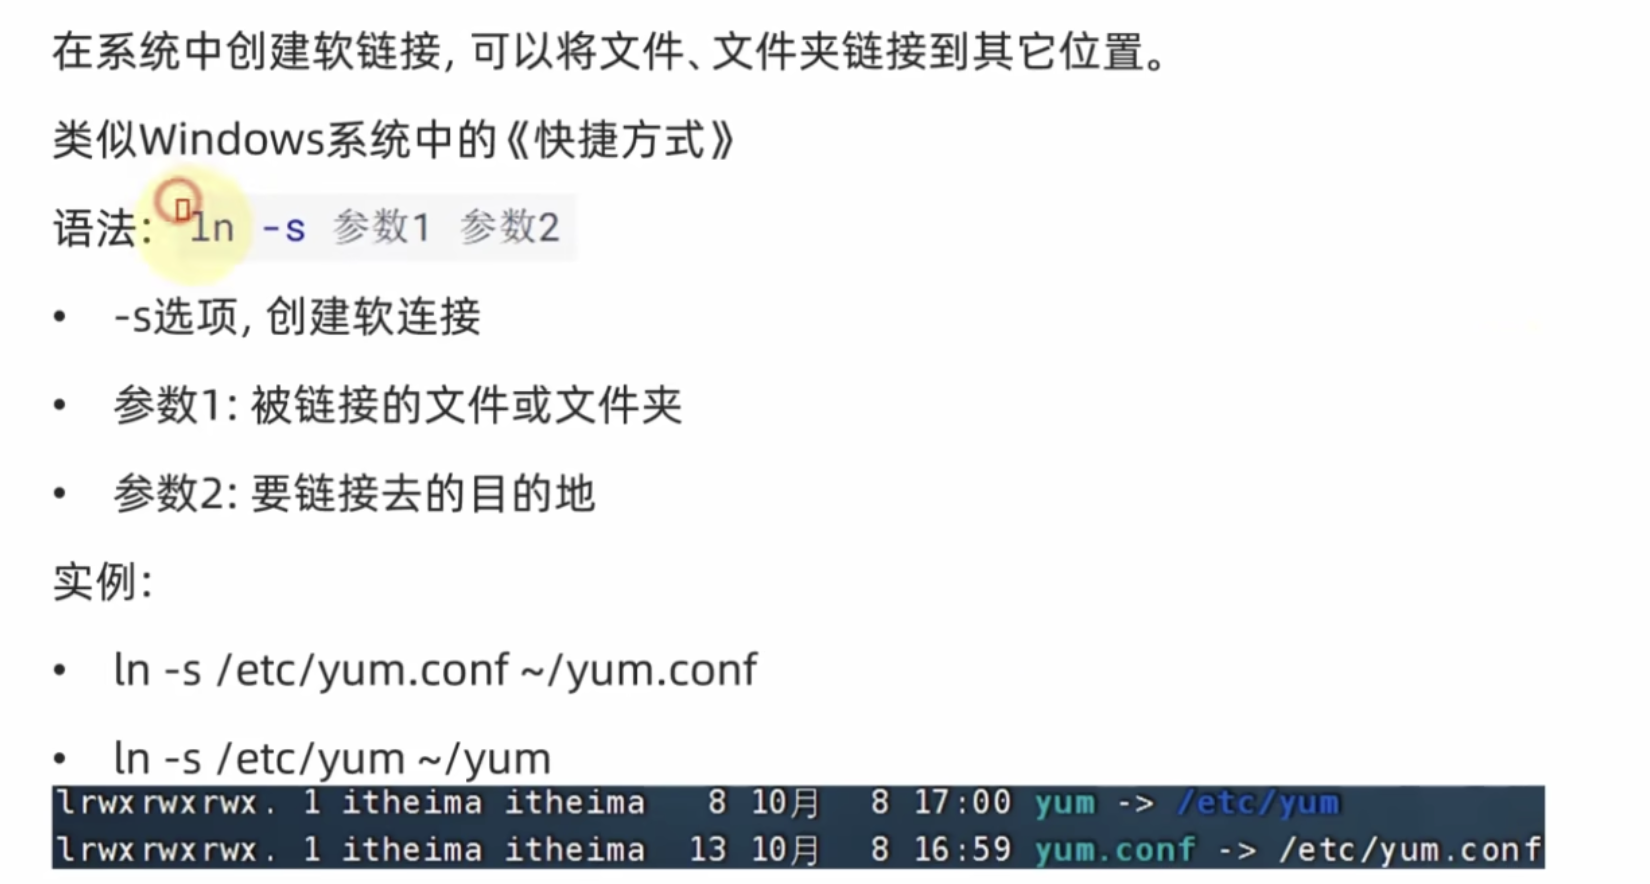 在系统中创建软链接, 可以将文件、文件夹链接到其它位置。
类似Windows系统中的《快捷方式》
语法: ln -s 参数1 参数2
• -s选项, 创建软连接
• 参数1: 被链接的文件或文件夹
• 参数2: 要链接去的目的地
实例:
• ln -s /etc/yum.conf ~/yum.conf
• ln -s /etc/yum ~/yum
lrwxrwxrwx. 1 itheima itheima 8 10月 8 17:00 yum -> /etc/yum
lrwxrwxrwx. 1 itheima itheima 13 10月 8 16:59 yum.conf -> /etc/yum.conf